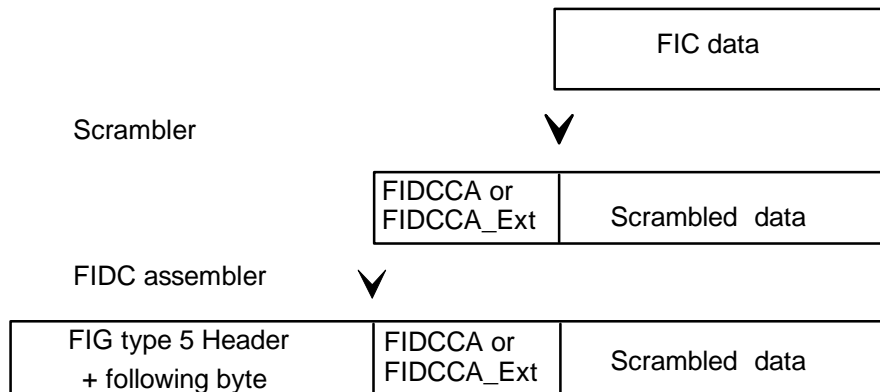 FIC data
Scrambler
FIDCCA or
FIDCCA_Ext
Scrambled data
FIDC assembler
FIG type 5 Header
+ following byte
FIDCCA or
FIDCCA_Ext
Scrambled data